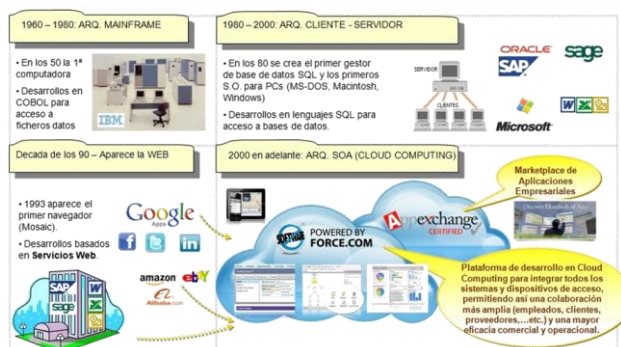 1960 – 1980: ARQ. MAINFRAME
• En los 50 la 1ª
computadora
• Desarrollos en
COBOL para
acceso a
ficheros datos
IBM
1980 – 2000: ARQ. CLIENTE - SERVIDOR
• En los 80 se crea el primer gestor
de base de datos SQL y los primeros
S.O. para PCs (MS-DOS, Macintosh,
Windows)
• Desarrollos en lenguajes SQL para
acceso a bases de datos.
SERVIDOR
CLIENTES
ORACLE
sage
SAP
Microsoft
Decada de los 90 – Aparece la WEB
• 1993 aparece el
primer navegador
(Mosaic).
• Desarrollos basados
en Servicios Web.
Google
Apps
f
in
amazon
ebY
Alibaba.com
SAP
sage
2000 en adelante: ARQ. SOA (CLOUD COMPUTING)
SOFTWARE
POWERED BY
FORCE.COM
Appexchange
CERTIFIED
Marketplace de
Aplicaciones
Empresariales
Plataforma de desarrollo en Cloud
Computing para integrar todos los
sistemas y dispositivos de acceso,
permitiendo así una colaboración
más amplia (empleados, clientes,
proveedores,...etc.) y una mayor
eficacia comercial y operacional.